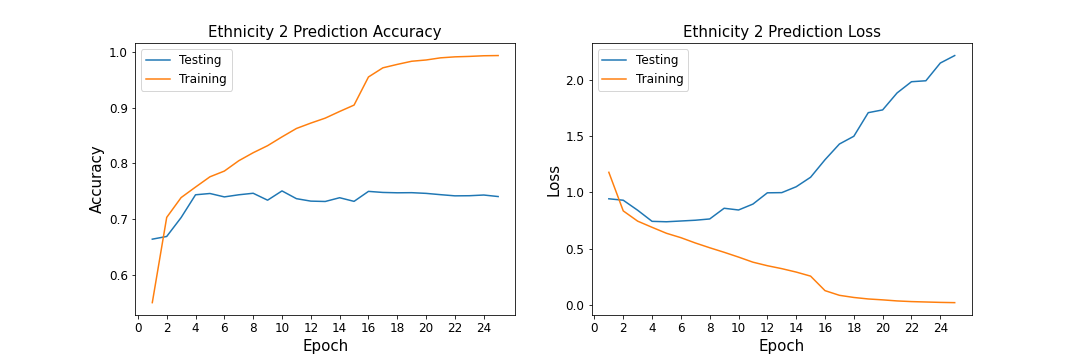 Ethnicity 2 Prediction Accuracy
Testing
Training
Accuracy
1.0
0.9
0.8
0.7
0.6
0 2 4 6 8 10 12 14 16 18 20 22 24
Epoch
Ethnicity 2 Prediction Loss
Testing
Training
Loss
2.0
1.5
1.0
0.5
0.0
0 2 4 6 8 10 12 14 16 18 20 22 24
Epoch